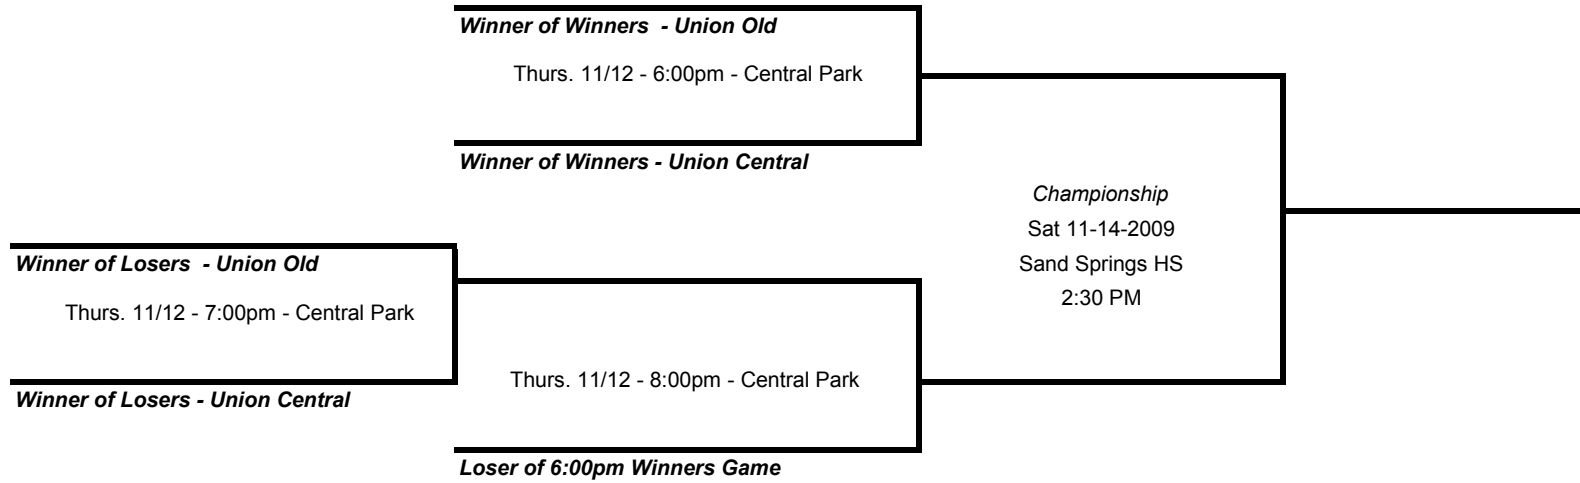 Winner of Winners  - Union Old
Thurs. 11/12 - 6:00pm - Central Park
Winner of Winners - Union Central
Championship
Sat 11-14-2009
Sand Springs HS
2:30 PM
Winner of Losers  - Union Old
Thurs. 11/12 - 7:00pm - Central Park
Winner of Losers - Union Central
Thurs. 11/12 - 8:00pm - Central Park
Loser of 6:00pm Winners Game